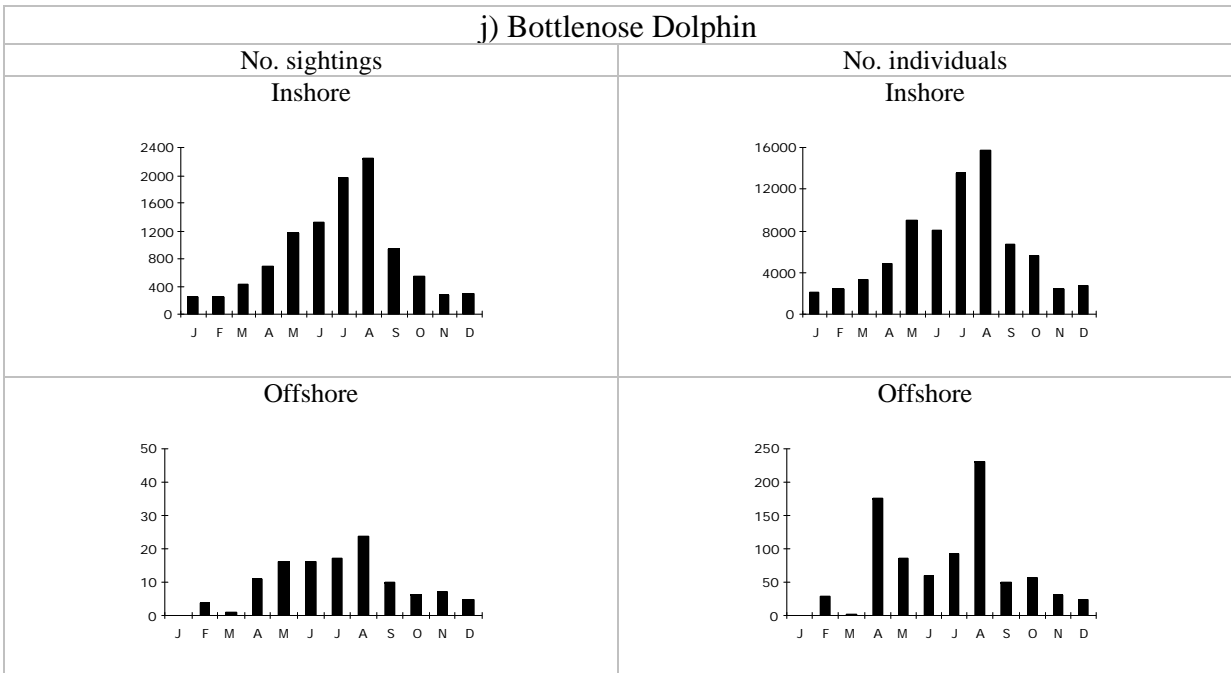 j) Bottlenose Dolphin
No. sightings
No. individuals
Inshore
2400
2000
1600
1200
800
400
0
J F M A M J J A S O N D
Inshore
16000
12000
8000
4000
0
J F M A M J J A S O N D
Offshore
50
40
30
20
10
0
J F M A M J J A S O N D
Offshore
250
200
150
100
50
0
J F M A M J J A S O N D